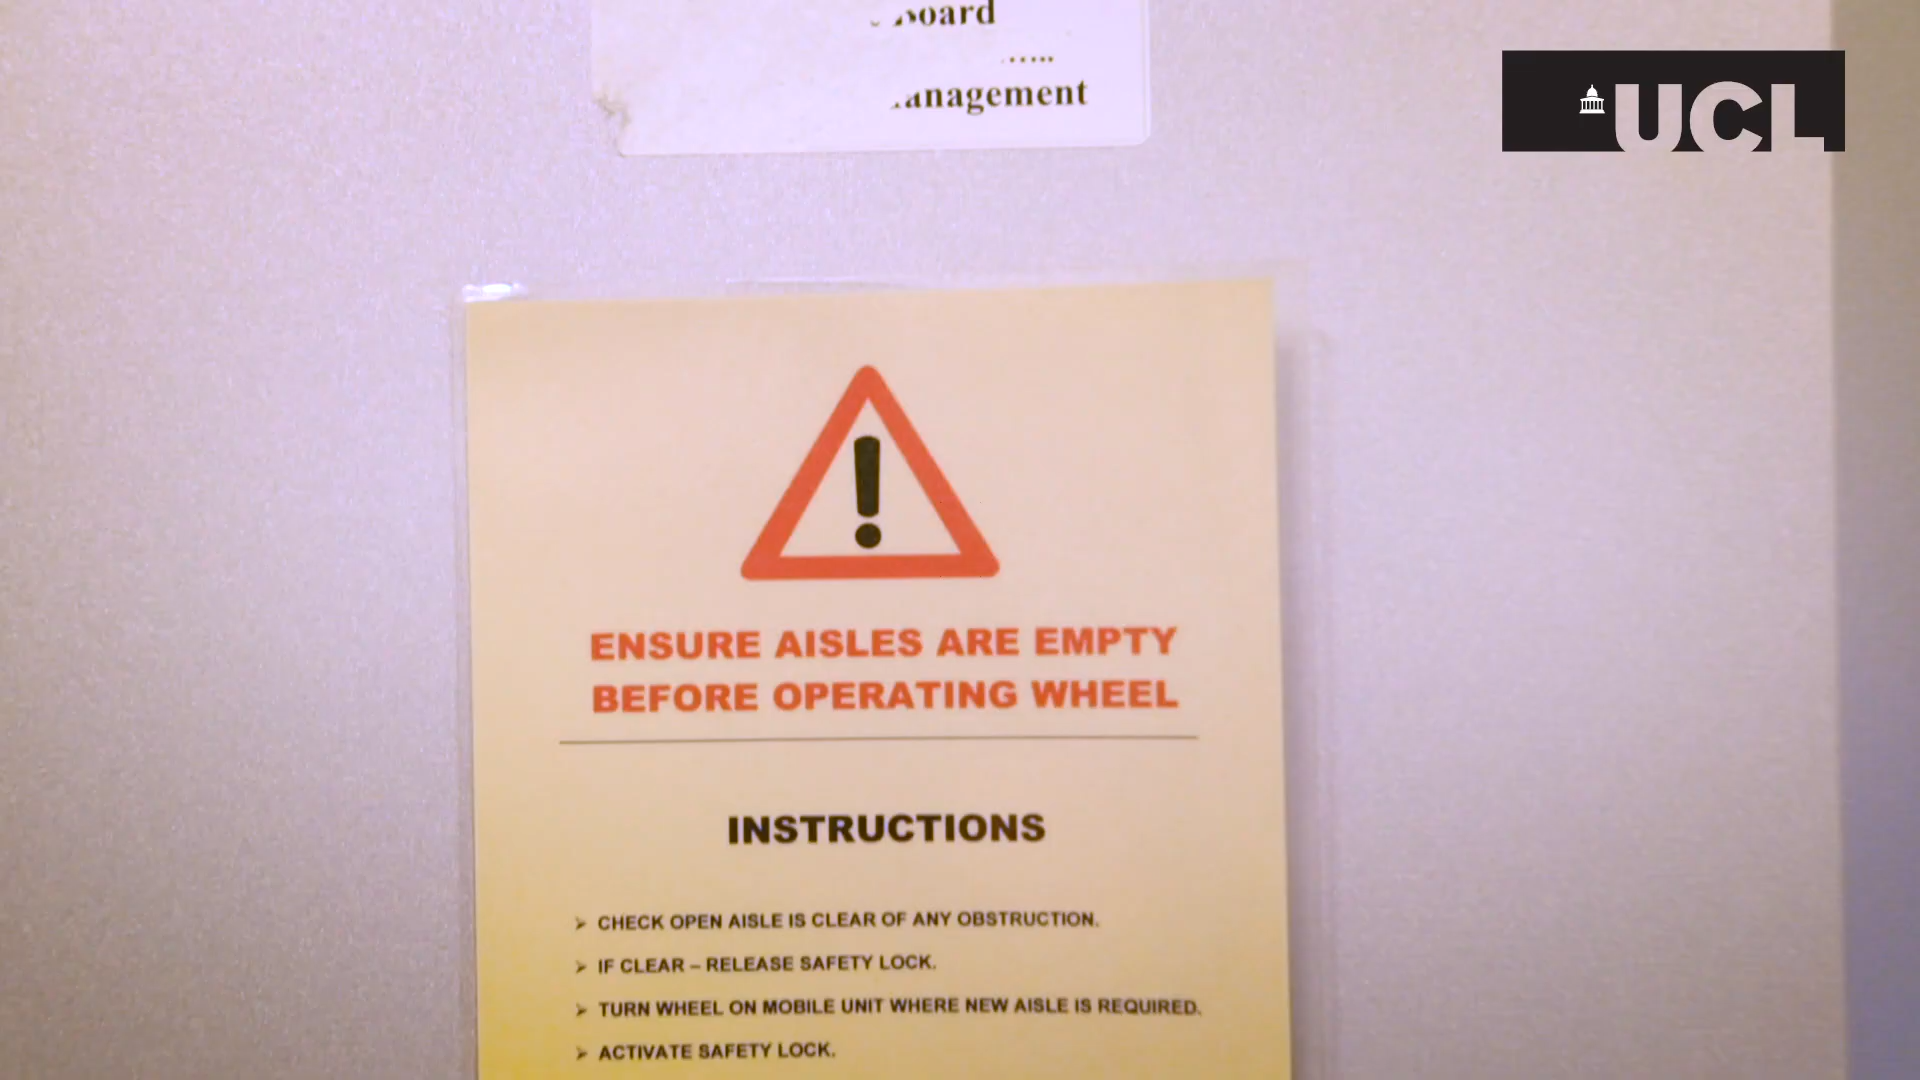 UCL
ENSURE AISLES ARE EMPTY
BEFORE OPERATING WHEEL
INSTRUCTIONS
➢ CHECK OPEN AISLE IS CLEAR OF ANY OBSTRUCTION.
➢ IF CLEAR – RELEASE SAFETY LOCK.
➢ TURN WHEEL ON MOBILE UNIT WHERE NEW AISLE IS REQUIRED.
➢ ACTIVATE SAFETY LOCK.